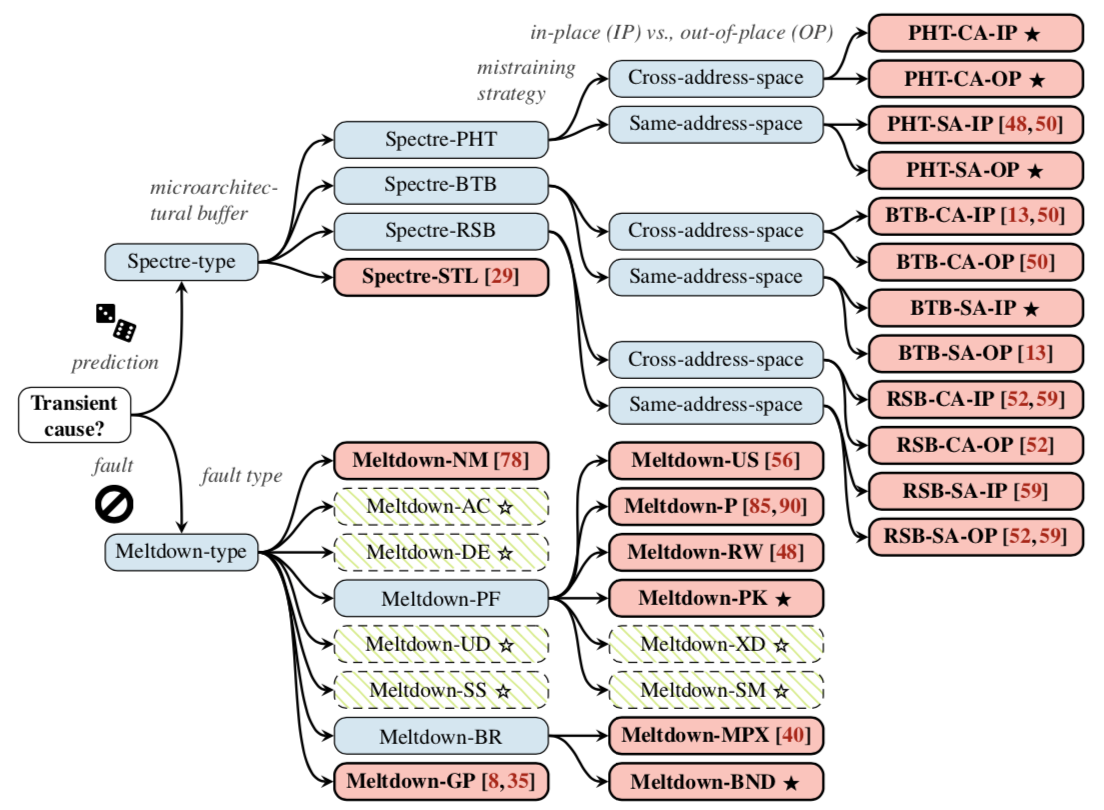 in-place (IP) vs., out-of-place (OP)
PHT-CA-IP ★
mistraining
strategy
Cross-address-space
PHT-CA-OP ★
Spectre-PHT
Same-address-space
PHT-SA-IP [48,50]
PHT-SA-OP ★
microarchitec-
tural buffer
Spectre-BTB
BTB-CA-IP [13,50]
Spectre-RSB
Cross-address-space
Spectre-type
BTB-CA-OP [50]
Spectre-STL [29]
Same-address-space
BTB-SA-IP ★
prediction
Cross-address-space
BTB-SA-OP [13]
Transient
cause?
Same-address-space
RSB-CA-IP [52,59]
RSB-CA-OP [52]
fault
fault type
Meltdown-NM [78]
Meltdown-US [56]
RSB-SA-IP [59]
Meltdown-AC ☆
Meltdown-P [85,90]
RSB-SA-OP [52,59]
Meltdown-type
Meltdown-DE ☆
Meltdown-RW [48]
Meltdown-PF
Meltdown-PK ★
Meltdown-UD ☆
Meltdown-XD ☆
Meltdown-SS ☆
Meltdown-SM ☆
Meltdown-BR
Meltdown-MPX [40]
Meltdown-GP [8,35]
Meltdown-BND ★